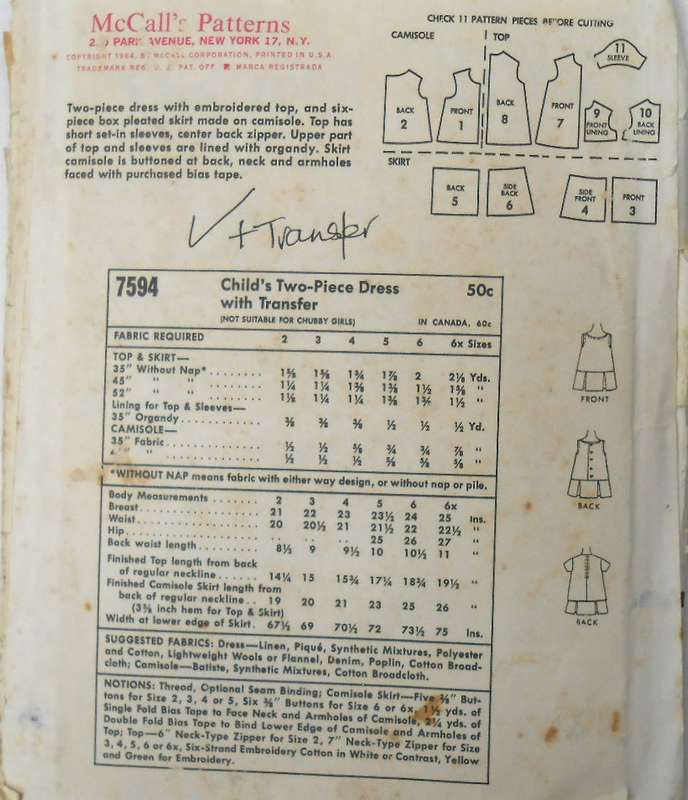 McCall's Patterns
PARK AVENUE, NEW YORK 17, N.Y.
COPYRIGHT 1964, BY McCALL CORPORATION, PRINTED IN U.S.A.
TRADEMARK REG. U. S. PAT. OFF. MARCA REGISTRADA
Two-piece dress with embroidered top, and six-
piece box pleated skirt made on camisole. Top has
short set-in sleeves, center back zipper. Upper part
of top and sleeves are lined with organdy. Skirt
camisole is buttoned at back, neck and armholes
faced with purchased bias tape.
CHECK 11 PATTERN PIECES BEFORE CUTTING
CAMISOLE TOP
11
SLEEVE
BACK
2
FRONT
1
BACK
8
FRONT
7
9
FRONT
LINING
10
BACK
LINING
SKIRT
BACK
5
SIDE
BACK
6
SIDE
FRONT
4
FRONT
3
+ Transfer
7594 Child's Two-Piece Dress 50c
with Transfer
(NOT SUITABLE FOR CHUBBY GIRLS) IN CANADA, 60c
FABRIC REQUIRED 2 3 4 5 6 6x Sizes
TOP & SKIRT—
35" Without Nap* 1⅝ 1⅝ 1¾ 1⅞ 2 2⅛ Yds.
45" " " 1¼ 1¼ 1⅜ 1⅜ 1½ 1⅝ "
52" " " 1⅛ 1¼ 1¼ 1⅜ 1⅜ 1½ "
Lining for Top & Sleeves—
35" Organdy ⅜ ⅜ ⅜ ½ ½ ½ Yd.
CAMISOLE—
35" Fabric ½ ½ ⅝ ¾ ¾ ⅞ "
" " ½ ½ ½ ⅝ ⅝ ⅝ "
*WITHOUT NAP means fabric with either way design, or without nap or pile.
Body Measurements 2 3 4 5 6 6x
Breast 21 22 23 23½ 24 25 Ins.
Waist 20 20½ 21 21½ 22 22½ "
Hip .. .. .. 25 26 27 "
Back waist length 8½ 9 9½ 10 10½ 11 "
Finished Top length from back
of regular neckline 14¼ 15 15¾ 17¼ 18¾ 19½ "
Finished Camisole Skirt length from
back of regular neckline 19 20 21 23 25 26 "
(3⅝ inch hem for Top & Skirt)
Width at lower edge of Skirt 67½ 69 70½ 72 73½ 75 Ins.
SUGGESTED FABRICS: Dress—Linen, Piqué, Synthetic Mixtures, Polyester
and Cotton, Lightweight Wools or Flannel, Denim, Poplin, Cotton Broad-
cloth; Camisole—Batiste, Synthetic Mixtures, Cotton Broadcloth.
NOTIONS: Thread, Optional Seam Binding; Camisole Skirt—Five ⅜" But-
tons for Size 2, 3, 4 or 5, Six ⅜" Buttons for Size 6 or 6x, 1½ yds. of
Single Fold Bias Tape to Face Neck and Armholes of Camisole, 2¼ yds. of
Double Fold Bias Tape to Bind Lower Edge of Camisole and Armholes of
Top; Top—6" Neck-Type Zipper for Size 2, 7" Neck-Type Zipper for Size
3, 4, 5, 6 or 6x, Six-Strand Embroidery Cotton in White or Contrast, Yellow
and Green for Embroidery.
FRONT
BACK
BACK